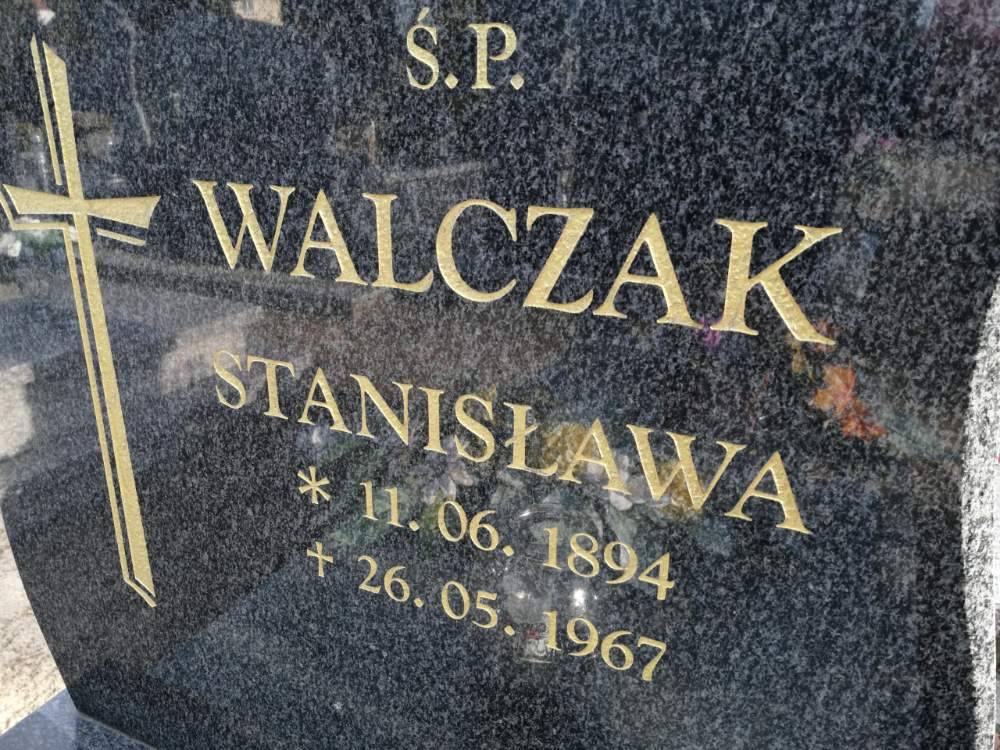 Ś.P.
WALCZAK
STANISŁAWA
* 11. 06. 1894
+ 26. 05. 1967